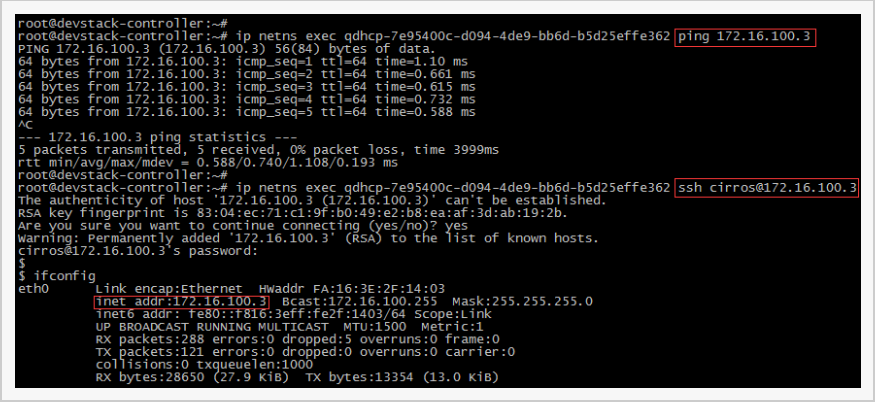 root@devstack-controller:~#
root@devstack-controller:~# ip netns exec qdhcp-7e95400c-d094-4de9-bb6d-b5d25effe362 ping 172.16.100.3
PING 172.16.100.3 (172.16.100.3) 56(84) bytes of data.
64 bytes from 172.16.100.3: icmp_seq=1 ttl=64 time=1.10 ms
64 bytes from 172.16.100.3: icmp_seq=2 ttl=64 time=0.661 ms
64 bytes from 172.16.100.3: icmp_seq=3 ttl=64 time=0.615 ms
64 bytes from 172.16.100.3: icmp_seq=4 ttl=64 time=0.732 ms
64 bytes from 172.16.100.3: icmp_seq=5 ttl=64 time=0.588 ms
^C
--- 172.16.100.3 ping statistics ---
5 packets transmitted, 5 received, 0% packet loss, time 3999ms
rtt min/avg/max/mdev = 0.588/0.740/1.108/0.193 ms
root@devstack-controller:~#
root@devstack-controller:~# ip netns exec qdhcp-7e95400c-d094-4de9-bb6d-b5d25effe362 ssh cirros@172.16.100.3
The authenticity of host '172.16.100.3 (172.16.100.3)' can't be established.
RSA key fingerprint is 83:04:ec:71:c1:9f:b0:49:e2:b8:ea:af:3d:ab:19:2b.
Are you sure you want to continue connecting (yes/no)? yes
Warning: Permanently added '172.16.100.3' (RSA) to the list of known hosts.
cirros@172.16.100.3's password:
$
$ ifconfig
eth0 Link encap:Ethernet HWaddr FA:16:3E:2F:14:03
inet addr:172.16.100.3 Bcast:172.16.100.255 Mask:255.255.255.0
inet6 addr: fe80::f816:3eff:fe2f:1403/64 Scope:Link
UP BROADCAST RUNNING MULTICAST MTU:1500 Metric:1
RX packets:288 errors:0 dropped:5 overruns:0 frame:0
TX packets:121 errors:0 dropped:0 overruns:0 carrier:0
collisions:0 txqueuelen:1000
RX bytes:28650 (27.9 KiB) TX bytes:13354 (13.0 KiB)